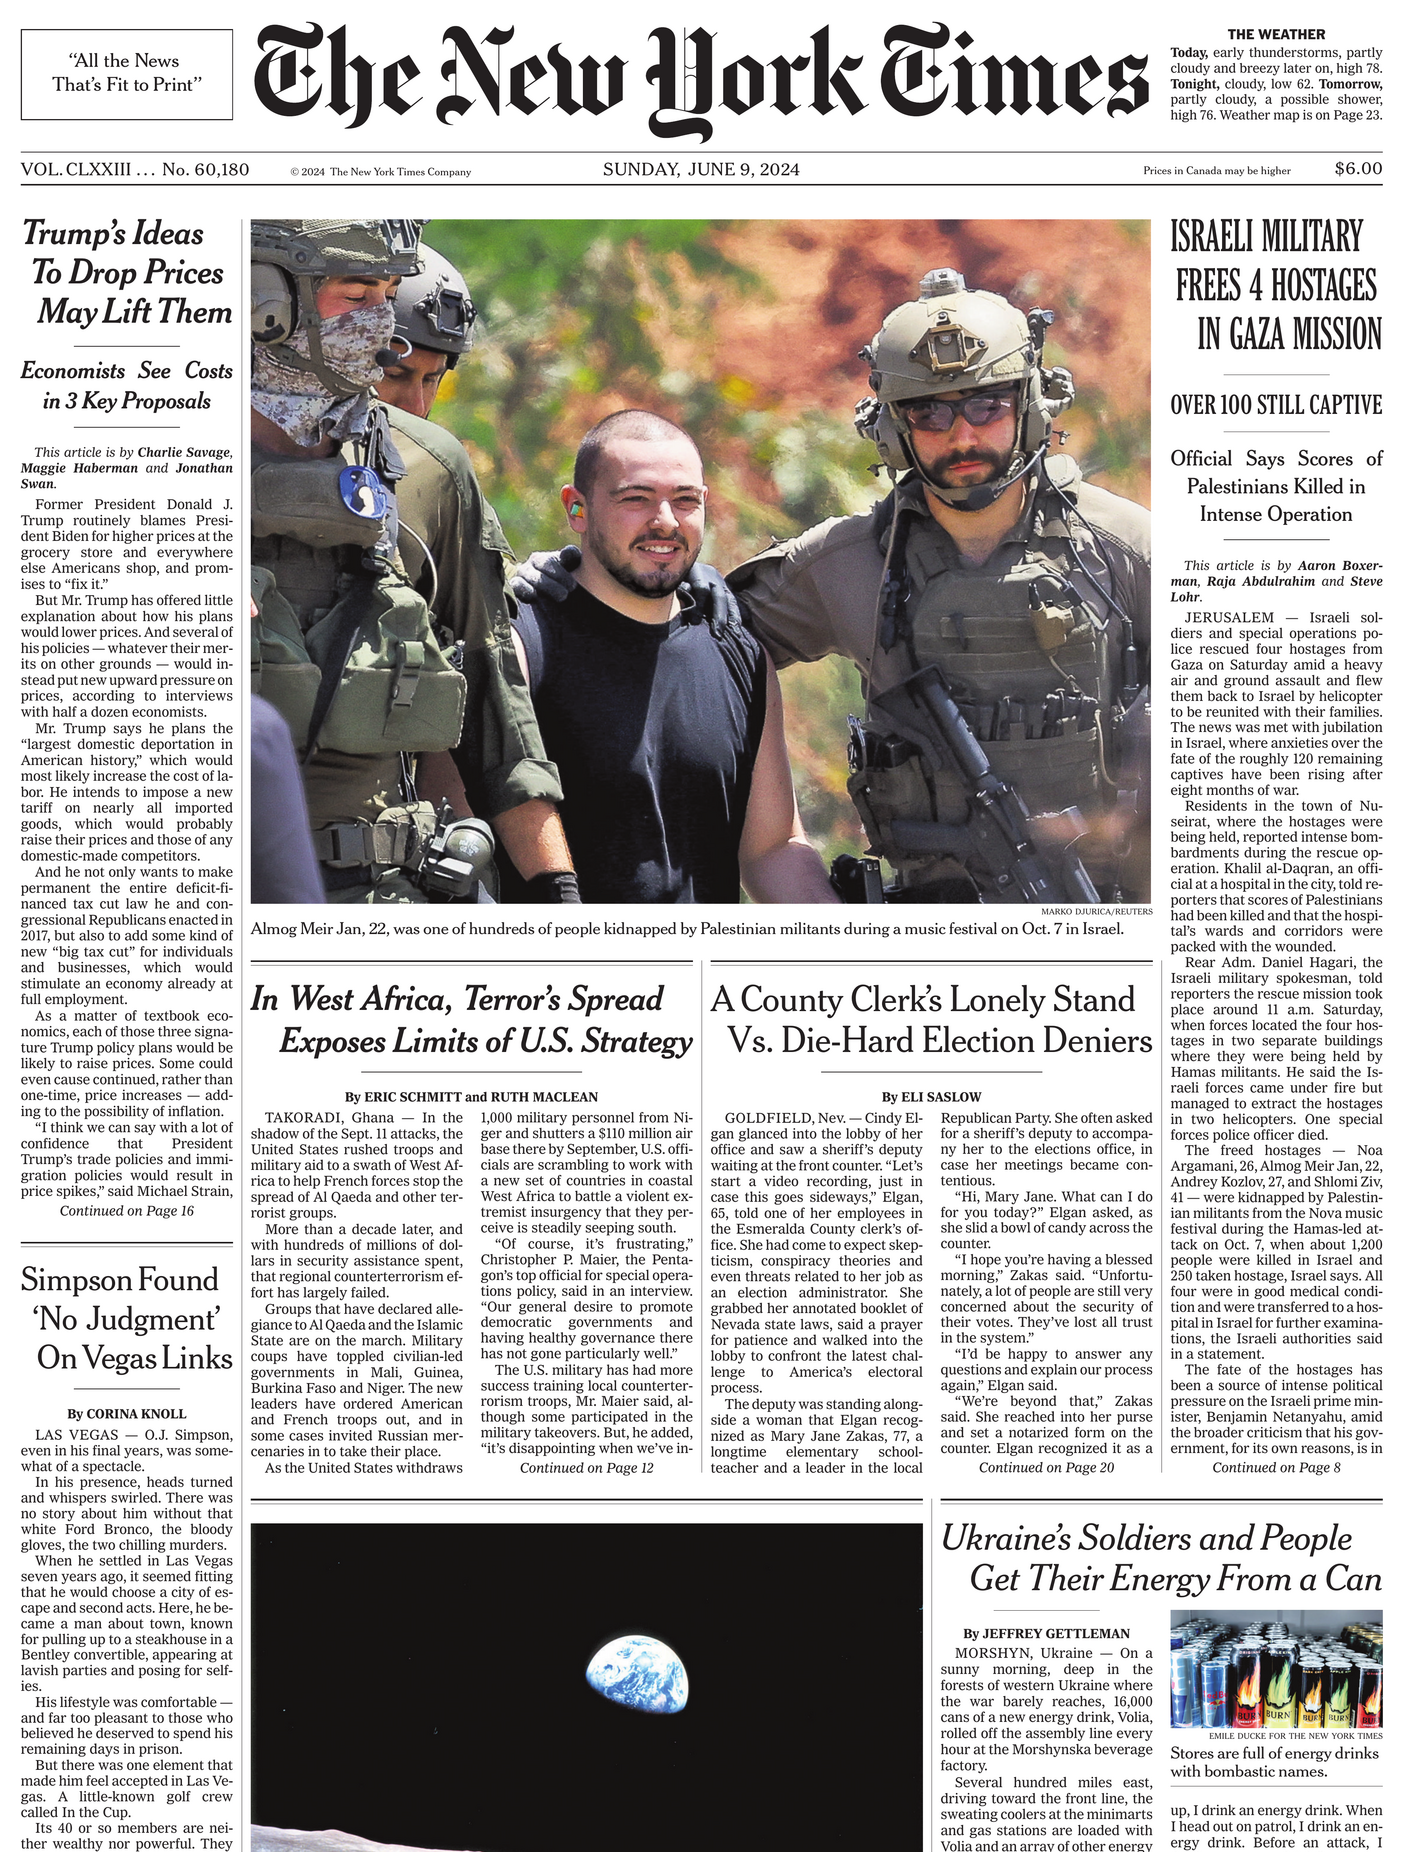 “All the News
That’s Fit to Print”
The New York Times
THE WEATHER
Today, early thunderstorms, partly
cloudy and breezy later on, high 78.
Tonight, cloudy, low 62. Tomorrow,
partly cloudy, a possible shower,
high 76. Weather map is on Page 23.
VOL. CLXXIII . . . No. 60,180
© 2024 The New York Times Company
SUNDAY, JUNE 9, 2024
Prices in Canada may be higher
$6.00
Trump’s Ideas
To Drop Prices
May Lift Them
Economists See Costs
in 3 Key Proposals
This article is by Charlie Savage,
Maggie Haberman and Jonathan
Swan.
Former President Donald J.
Trump routinely blames Presi-
dent Biden for higher prices at the
grocery store and everywhere
else Americans shop, and prom-
ises to “fix it.”
But Mr. Trump has offered little
explanation about how his plans
would lower prices. And several of
his policies — whatever their mer-
its on other grounds — would in-
stead put new upward pressure on
prices, according to interviews
with half a dozen economists.
Mr. Trump says he plans the
“largest domestic deportation in
American history,” which would
most likely increase the cost of la-
bor. He intends to impose a new
tariff on nearly all imported
goods, which would probably
raise their prices and those of any
domestic-made competitors.
And he not only wants to make
permanent the entire deficit-fi-
nanced tax cut law he and con-
gressional Republicans enacted in
2017, but also to add some kind of
new “big tax cut” for individuals
and businesses, which would
stimulate an economy already at
full employment.
As a matter of textbook eco-
nomics, each of those three signa-
ture Trump policy plans would be
likely to raise prices. Some could
even cause continued, rather than
one-time, price increases — add-
ing to the possibility of inflation.
“I think we can say with a lot of
confidence that President
Trump’s trade policies and immi-
gration policies would result in
price spikes,” said Michael Strain,
Continued on Page 16
Simpson Found
‘No Judgment’
On Vegas Links
By CORINA KNOLL
LAS VEGAS — O.J. Simpson,
even in his final years, was some-
what of a spectacle.
In his presence, heads turned
and whispers swirled. There was
no story about him without that
white Ford Bronco, the bloody
gloves, the two chilling murders.
When he settled in Las Vegas
seven years ago, it seemed fitting
that he would choose a city of es-
cape and second acts. Here, he be-
came a man about town, known
for pulling up to a steakhouse in a
Bentley convertible, appearing at
lavish parties and posing for self-
ies.
His lifestyle was comfortable —
and far too pleasant to those who
believed he deserved to spend his
remaining days in prison.
But there was one element that
made him feel accepted in Las Ve-
gas. A little-known golf crew
called In the Cup.
Its 40 or so members are nei-
ther wealthy nor powerful. They
MARKO DJURICA/REUTERS
Almog Meir Jan, 22, was one of hundreds of people kidnapped by Palestinian militants during a music festival on Oct. 7 in Israel.
In West Africa, Terror’s Spread
Exposes Limits of U.S. Strategy
By ERIC SCHMITT and RUTH MACLEAN
TAKORADI, Ghana — In the
shadow of the Sept. 11 attacks, the
United States rushed troops and
military aid to a swath of West Af-
rica to help French forces stop the
spread of Al Qaeda and other ter-
rorist groups.
More than a decade later, and
with hundreds of millions of dol-
lars in security assistance spent,
that regional counterterrorism ef-
fort has largely failed.
Groups that have declared alle-
giance to Al Qaeda and the Islamic
State are on the march. Military
coups have toppled civilian-led
governments in Mali, Guinea,
Burkina Faso and Niger. The new
leaders have ordered American
and French troops out, and in
some cases invited Russian mer-
cenaries in to take their place.
As the United States withdraws
1,000 military personnel from Ni-
ger and shutters a $110 million air
base there by September, U.S. offi-
cials are scrambling to work with
a new set of countries in coastal
West Africa to battle a violent ex-
tremist insurgency that they per-
ceive is steadily seeping south.
“Of course, it’s frustrating,”
Christopher P. Maier, the Penta-
gon’s top official for special opera-
tions policy, said in an interview.
“Our general desire to promote
democratic governments and
having healthy governance there
has not gone particularly well.”
The U.S. military has had more
success training local counterter-
rorism troops, Mr. Maier said, al-
though some participated in the
military takeovers. But, he added,
“it’s disappointing when we’ve in-
Continued on Page 12
A County Clerk’s Lonely Stand
Vs. Die-Hard Election Deniers
By ELI SASLOW
GOLDFIELD, Nev. — Cindy El-
gan glanced into the lobby of her
office and saw a sheriff’s deputy
waiting at the front counter. “Let’s
start a video recording, just in
case this goes sideways,” Elgan,
65, told one of her employees in
the Esmeralda County clerk’s of-
fice. She had come to expect skep-
ticism, conspiracy theories and
even threats related to her job as
an election administrator. She
grabbed her annotated booklet of
Nevada state laws, said a prayer
for patience and walked into the
lobby to confront the latest chal-
lenge to America’s electoral
process.
The deputy was standing along-
side a woman that Elgan recog-
nized as Mary Jane Zakas, 77, a
longtime elementary school-
teacher and a leader in the local
Republican Party. She often asked
for a sheriff’s deputy to accompa-
ny her to the elections office, in
case her meetings became con-
tentious.
“Hi, Mary Jane. What can I do
for you today?” Elgan asked, as
she slid a bowl of candy across the
counter.
“I hope you’re having a blessed
morning,” Zakas said. “Unfortu-
nately, a lot of people are still very
concerned about the security of
their votes. They’ve lost all trust
in the system.”
“I’d be happy to answer any
questions and explain our process
again,” Elgan said.
“We’re beyond that,” Zakas
said. She reached into her purse
and set a notarized form on the
counter. Elgan recognized it as a
Continued on Page 20
ISRAELI MILITARY
FREES 4 HOSTAGES
IN GAZA MISSION
OVER 100 STILL CAPTIVE
Official Says Scores of
Palestinians Killed in
Intense Operation
This article is by Aaron Boxer-
man, Raja Abdulrahim and Steve
Lohr.
JERUSALEM — Israeli sol-
diers and special operations po-
lice rescued four hostages from
Gaza on Saturday amid a heavy
air and ground assault and flew
them back to Israel by helicopter
to be reunited with their families.
The news was met with jubilation
in Israel, where anxieties over the
fate of the roughly 120 remaining
captives have been rising after
eight months of war.
Residents in the town of Nu-
seirat, where the hostages were
being held, reported intense bom-
bardments during the rescue op-
eration. Khalil al-Daqran, an offi-
cial at a hospital in the city, told re-
porters that scores of Palestinians
had been killed and that the hospi-
tal’s wards and corridors were
packed with the wounded.
Rear Adm. Daniel Hagari, the
Israeli military spokesman, told
reporters the rescue mission took
place around 11 a.m. Saturday,
when forces located the four hos-
tages in two separate buildings
where they were being held by
Hamas militants. He said the Is-
raeli forces came under fire but
managed to extract the hostages
in two helicopters. One special
forces police officer died.
The freed hostages — Noa
Argamani, 26, Almog Meir Jan, 22,
Andrey Kozlov, 27, and Shlomi Ziv,
41 — were kidnapped by Palestin-
ian militants from the Nova music
festival during the Hamas-led at-
tack on Oct. 7, when about 1,200
people were killed in Israel and
250 taken hostage, Israel says. All
four were in good medical condi-
tion and were transferred to a hos-
pital in Israel for further examina-
tions, the Israeli authorities said
in a statement.
The fate of the hostages has
been a source of intense political
pressure on the Israeli prime min-
ister, Benjamin Netanyahu, amid
the broader criticism that his gov-
ernment, for its own reasons, is in
Continued on Page 8
Ukraine’s Soldiers and People
Get Their Energy From a Can
By JEFFREY GETTLEMAN
MORSHYN, Ukraine — On a
sunny morning, deep in the
forests of western Ukraine where
the war barely reaches, 16,000
cans of a new energy drink, Volia,
rolled off the assembly line every
hour at the Morshynska beverage
factory.
Several hundred miles east,
driving toward the front line, the
sweating coolers at the minimarts
and gas stations are loaded with
Volia and an array of other energy
BURN
BURN
BURN
BURN
BURN
EMILE DUCKE FOR THE NEW YORK TIMES
Stores are full of energy drinks
with bombastic names.
up, I drink an energy drink. When
I head out on patrol, I drink an en-
ergy drink. Before an attack, I